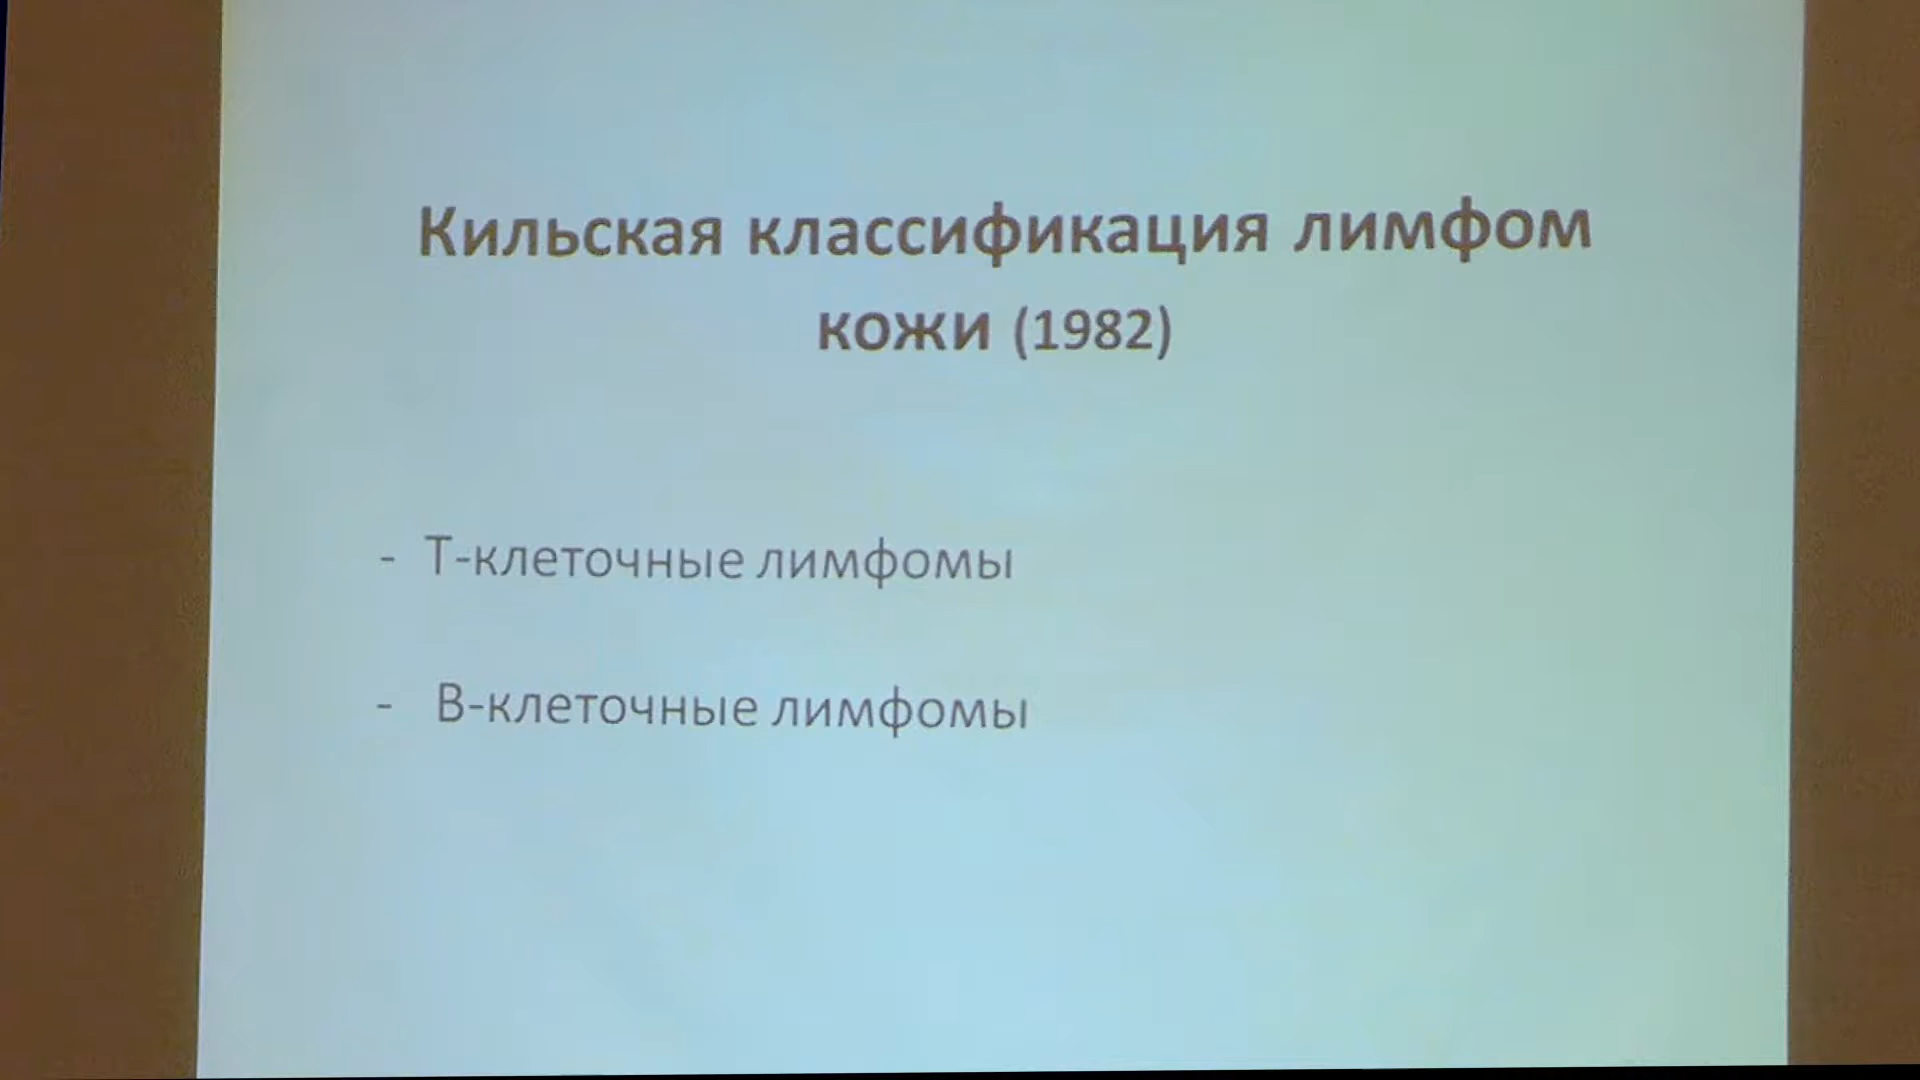 Кильская классификация лимфом
кожи (1982)
- Т-клеточные лимфомы
- В-клеточные лимфомы